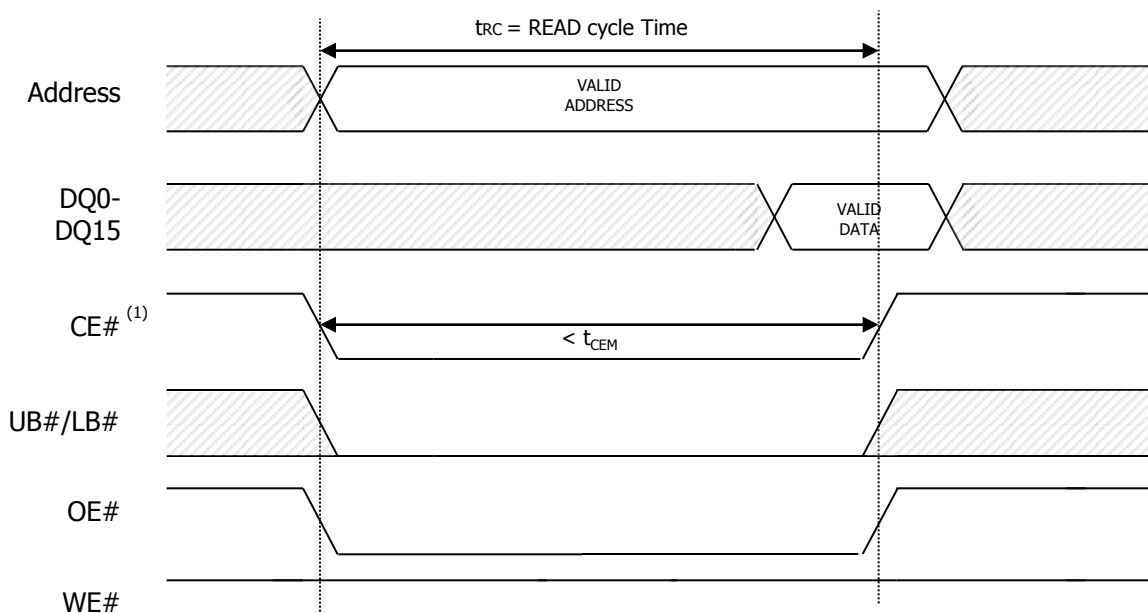 tRC = READ cycle Time
Address
VALID
ADDRESS
DQ0-
DQ15
VALID
DATA
CE# (1)
< tCEM
UB#/LB#
OE#
WE#